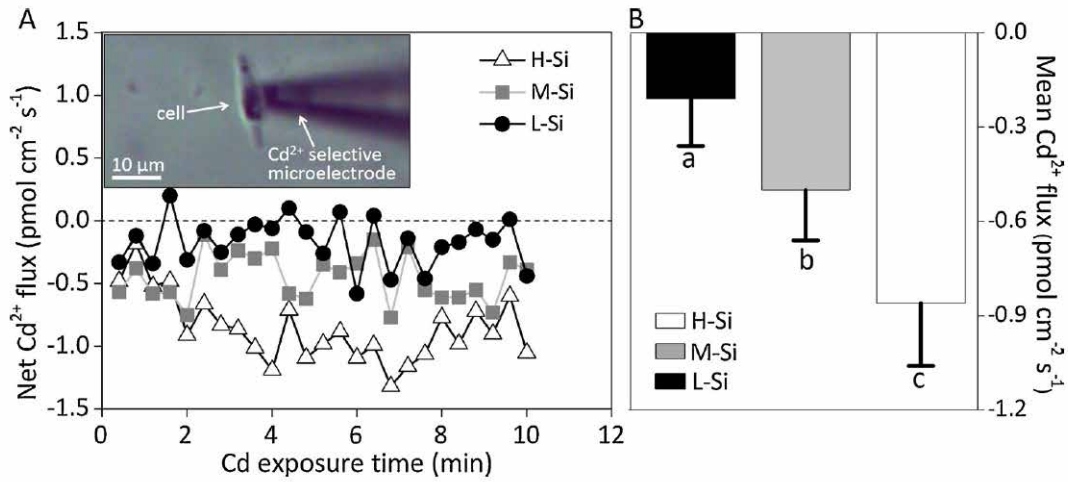 A
Net Cd²⁺ flux (pmol cm⁻² s⁻¹)
1.5
1.0
0.5
0.0
-0.5
-1.0
-1.5
cell
Cd²⁺ selective
microelectrode
10 μm
H-Si
M-Si
L-Si
0 2 4 6 8 10 12
Cd exposure time (min)
B
a
b
c
H-Si
M-Si
L-Si
0.0
-0.3
-0.6
-0.9
-1.2
Mean Cd²⁺ flux (pmol cm⁻² s⁻¹)